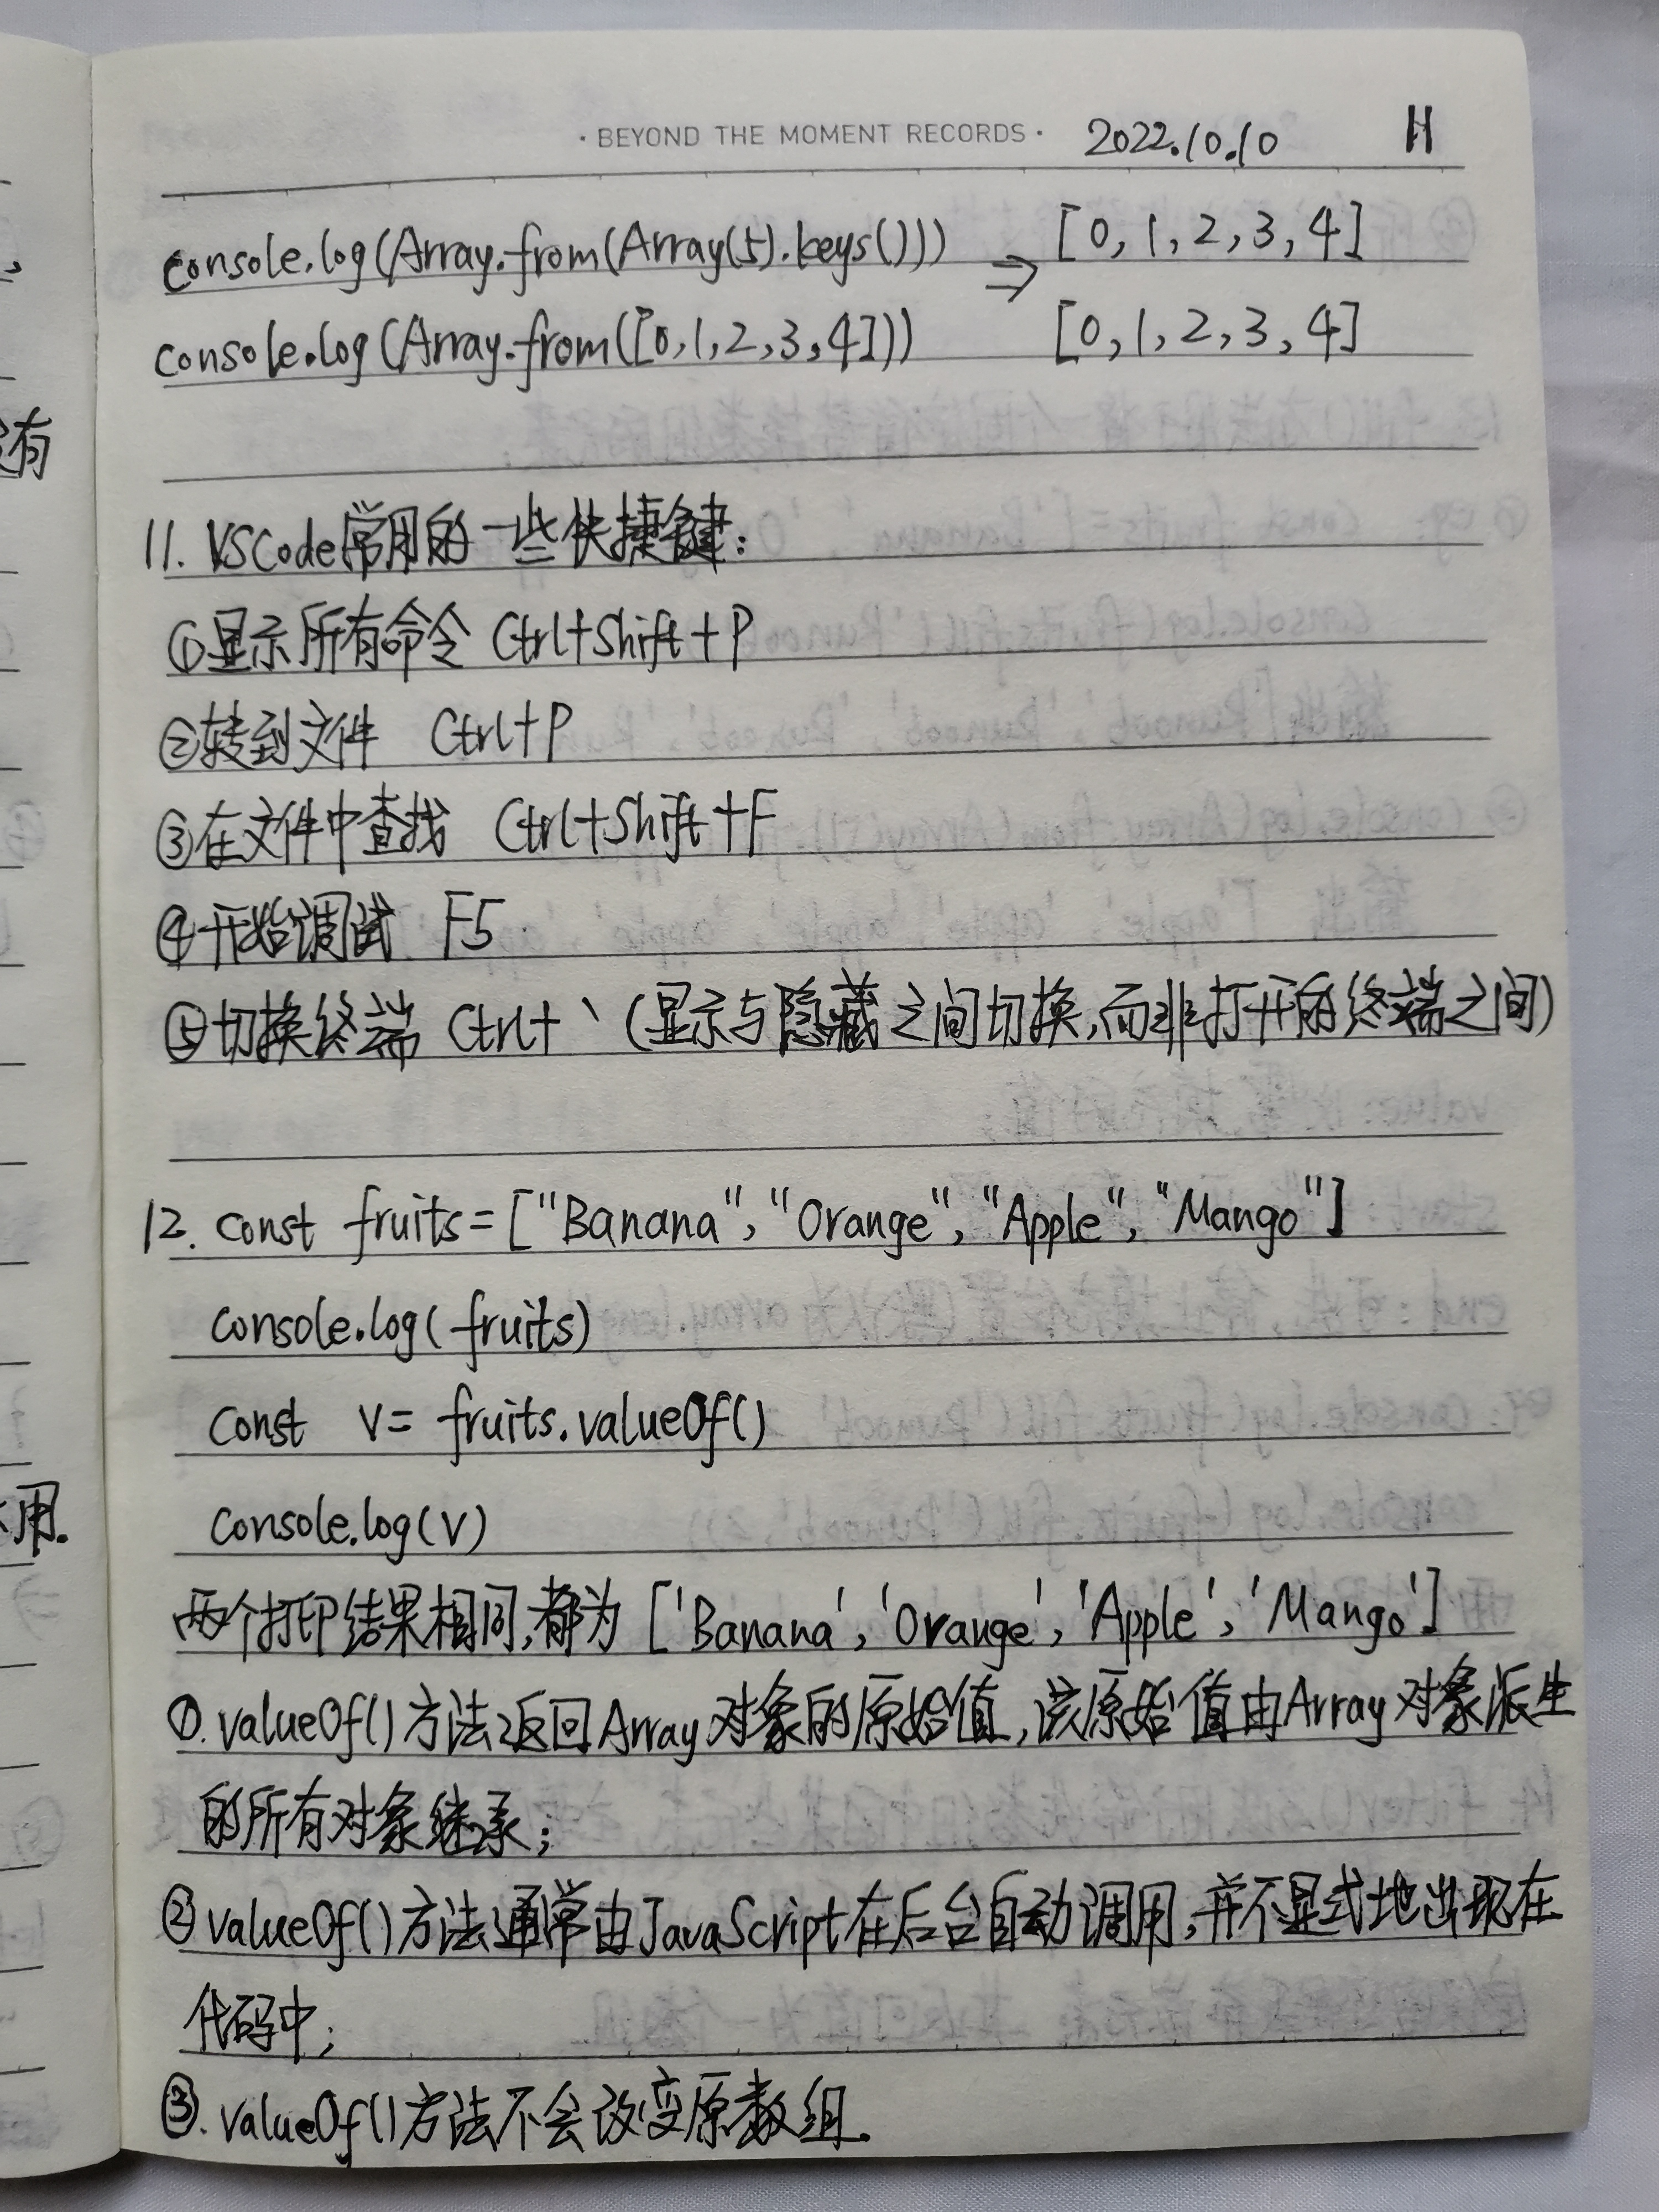 · BEYOND THE MOMENT RECORDS · 2022.10.10 11
console.log(Array.from(Array(5).keys())) ⇒ [0,1,2,3,4]
console.log(Array.from([0,1,2,3,4])) [0,1,2,3,4]
11. VSCode常用的一些快捷键:
①显示所有命令 Ctrl+Shift+P
②转到文件 Ctrl+P
③在文件中查找 Ctrl+Shift+F
④开始调试 F5
⑤切换终端 Ctrl+` (显示与隐藏之间切换,而非打开的终端之间)
12. const fruits=["Banana","Orange","Apple","Mango"]
console.log(fruits)
const v= fruits.valueOf()
console.log(v)
两个打印结果相同,都为 ['Banana','Orange','Apple','Mango']
①.valueOf()方法返回Array对象的原始值,该原始值由Array对象派生
的所有对象继承;
②valueOf()方法通常由JavaScript在后台自动调用,并不显式地出现在
代码中;
③.valueOf()方法不会改变原数组.
有
用.